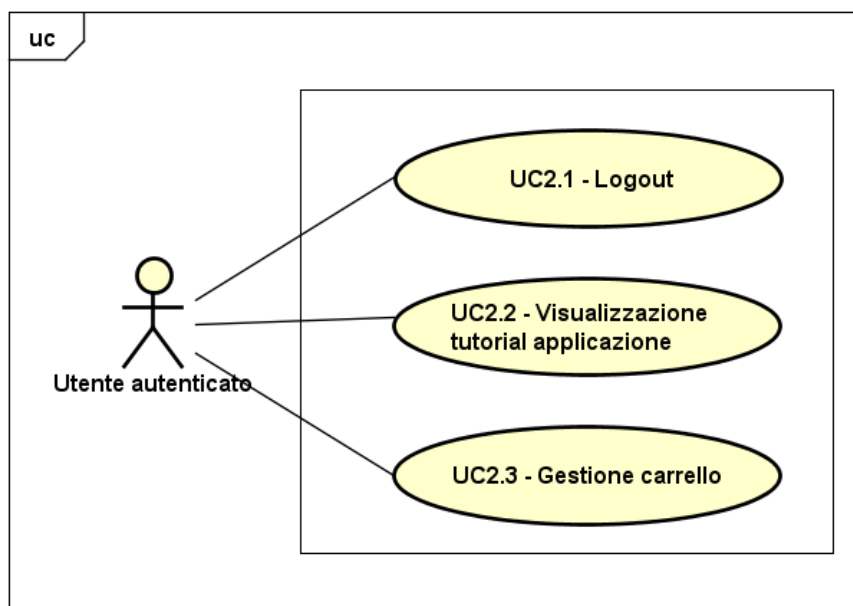 uc
UC2.1 - Logout
UC2.2 - Visualizzazione
tutorial applicazione
Utente autenticato
UC2.3 - Gestione carrello